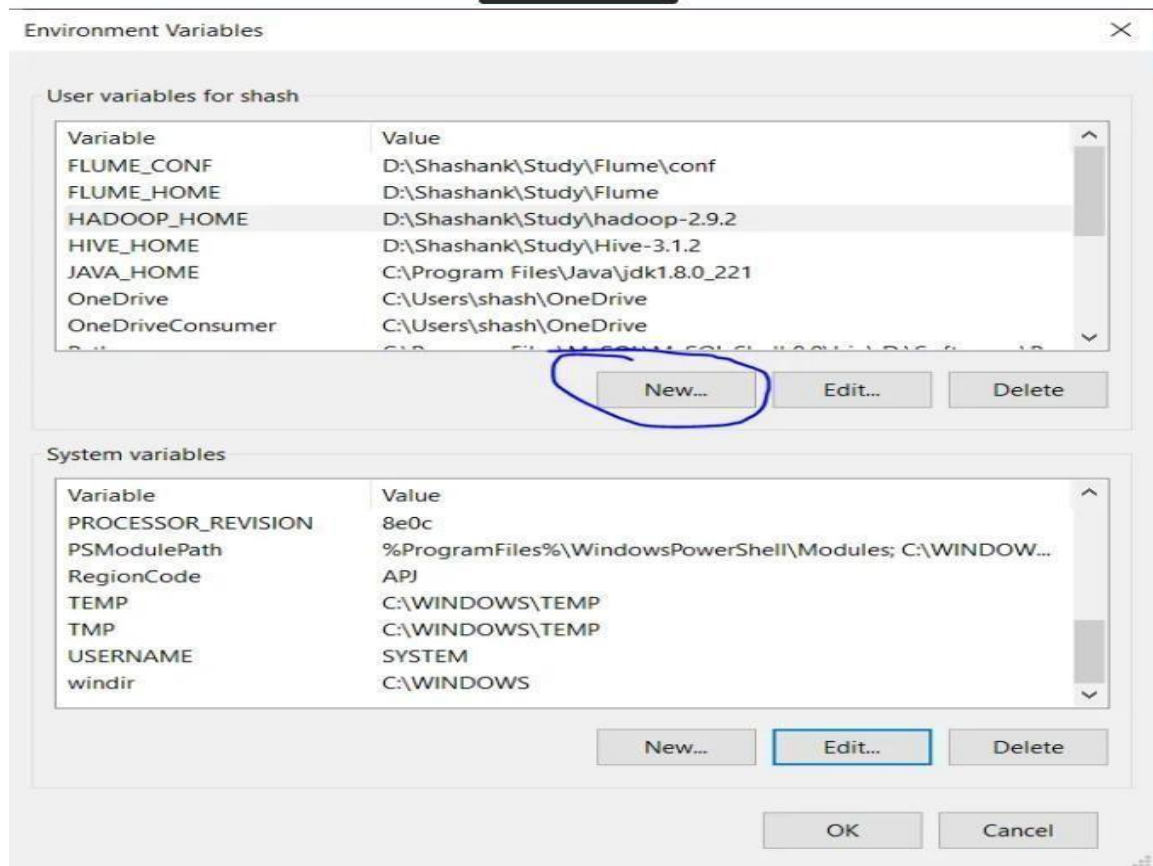 Environment Variables
User variables for shash
Variable Value
FLUME_CONF D:\Shashank\Study\Flume\conf
FLUME_HOME D:\Shashank\Study\Flume
HADOOP_HOME D:\Shashank\Study\hadoop-2.9.2
HIVE_HOME D:\Shashank\Study\Hive-3.1.2
JAVA_HOME C:\Program Files\Java\jdk1.8.0_221
OneDrive C:\Users\shash\OneDrive
OneDriveConsumer C:\Users\shash\OneDrive
New... Edit... Delete
System variables
Variable Value
PROCESSOR_REVISION 8e0c
PSModulePath %ProgramFiles%\WindowsPowerShell\Modules; C:\WINDOW...
RegionCode APJ
TEMP C:\WINDOWS\TEMP
TMP C:\WINDOWS\TEMP
USERNAME SYSTEM
windir C:\WINDOWS
New... Edit... Delete
OK Cancel